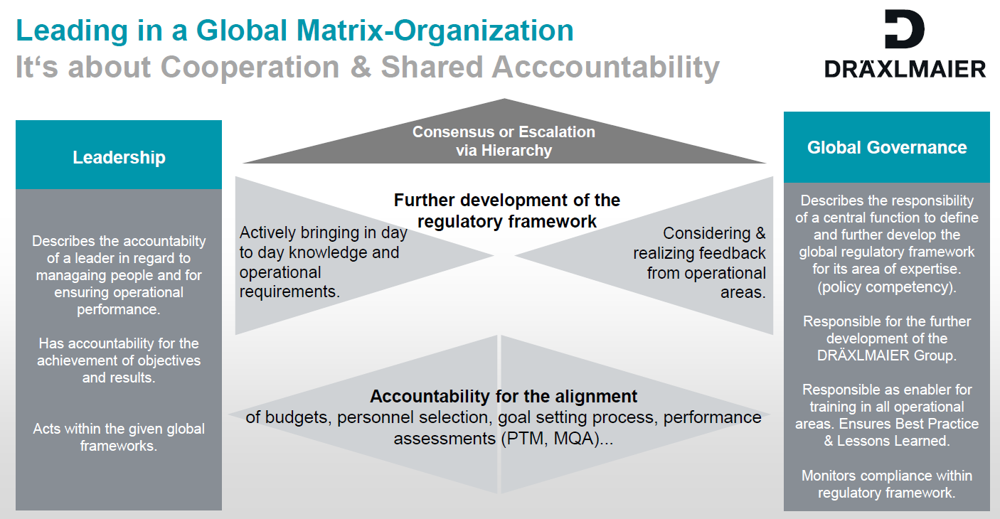 Leading in a Global Matrix-Organization
It‘s about Cooperation & Shared Acccountability
DRÄXLMAIER
Leadership
Describes the accountabilty
of a leader in regard to
managaing people and for
ensuring operational
performance.
Has accountability for the
achievement of objectives
and results.
Acts within the given global
frameworks.
Consensus or Escalation
via Hierarchy
Further development of the
regulatory framework
Actively bringing in day
to day knowledge and
operational
requirements.
Considering &
realizing feedback
from operational
areas.
Accountability for the alignment
of budgets, personnel selection, goal setting process, performance
assessments (PTM, MQA)...
Global Governance
Describes the responsibility
of a central function to define
and further develop the
global regulatory framework
for its area of expertise.
(policy competency).
Responsible for the further
development of the
DRÄXLMAIER Group.
Responsible as enabler for
training in all operational
areas. Ensures Best Practice
& Lessons Learned.
Monitors compliance within
regulatory framework.